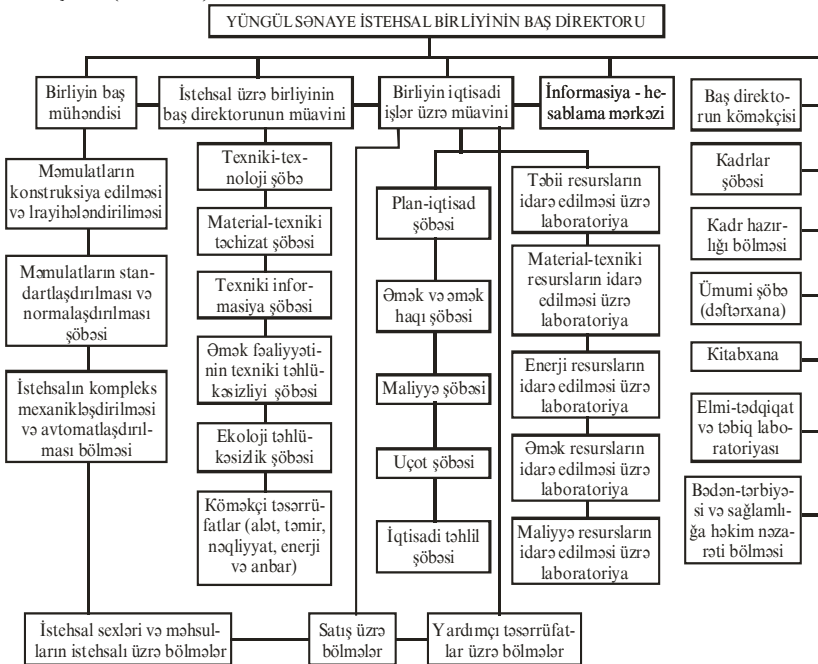 YÜNGÜL SƏNAYE İSTEHSAL BİRLİYİNİN BAŞ DİREKTORU
Birliyin baş
mühəndisi
İstehsal üzrə birliyinin
baş direktorunun müavini
Birliyin iqtisadi
işlər üzrə müavini
İnformasiya - he-
sablama mərkəzi
Baş direkto-
run köməkçisi
Məmulatların
konstruksiya edilməsi
və lrayihələndirilıməsi
Məmulatların stan-
dartlaşdırılması və
normalaşdırılması
şöbəsi
İstehsalın kompleks
mexanikləşdirilməsi
və avtomatlaşdırıl-
ması bölməsi
Texniki-tex-
noloji şöbə
Material-texniki
təchizat şöbəsi
Texniki infor-
masiya şöbəsi
Əmək fəaliyyəti-
nin texniki təhlü-
kəsizliyi şöbəsi
Ekoloji təhlü-
kəsizlik şöbəsi
Köməkçi təsərrü-
fatlar (alət, təmir,
nəqliyyat, enerji
və anbar)
Plan-iqtisad
şöbəsi
Əmək və əmək
haqı şöbəsi
Maliyyə şöbəsi
Uçot şöbəsi
İqtisadi təhlil
şöbəsi
Təbii resursların
idarə edilməsi üzrə
laboratoriya
Material-texniki
resursların idarə
edilməsi üzrə
laboratoriya
Enerji resursların
idarə edilməsi üzrə
laboratoriya
Əmək resursların
idarə edilməsi üzrə
laboratoriya
Maliyyə resursların
idarə edilməsi üzrə
laboratoriya
Kadrlar
şöbəsi
Kadr hazır-
lığı bölməsi
Ümumi şöbə
(dəftərxana)
Kitabxana
Elmi-tədqiqat
və təbiq labo-
ratoriyası
Bədən-tərbiyə-
si və sağlamlı-
ğa həkim nəza-
rəti bölməsi
İstehsal sexləri və məhsul-
ların istehsalı üzrə bölmələr
Satış üzrə
bölmələr
Yardımçı təsərrüfat-
lar üzrə bölmələr